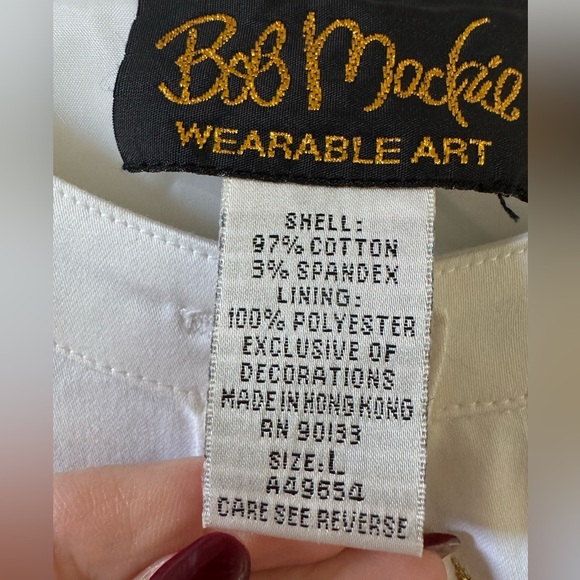 Bob Mackie
WEARABLE ART
SHELL:
97% COTTON
3% SPANDEX
LINING:
100% POLYESTER
EXCLUSIVE OF
DECORATIONS
MADE IN HONG KONG
RN 90133
SIZE: L
A49654
CARE SEE REVERSE